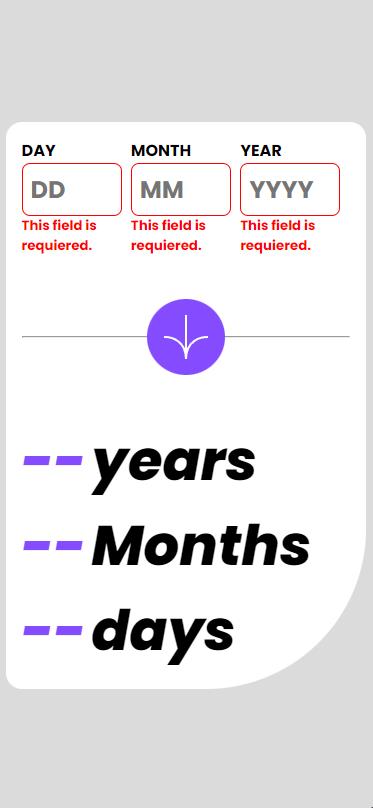 DAY MONTH YEAR
DD MM YYYY
This field is This field is This field is
requiered. requiered. requiered.
-- years
-- Months
-- days